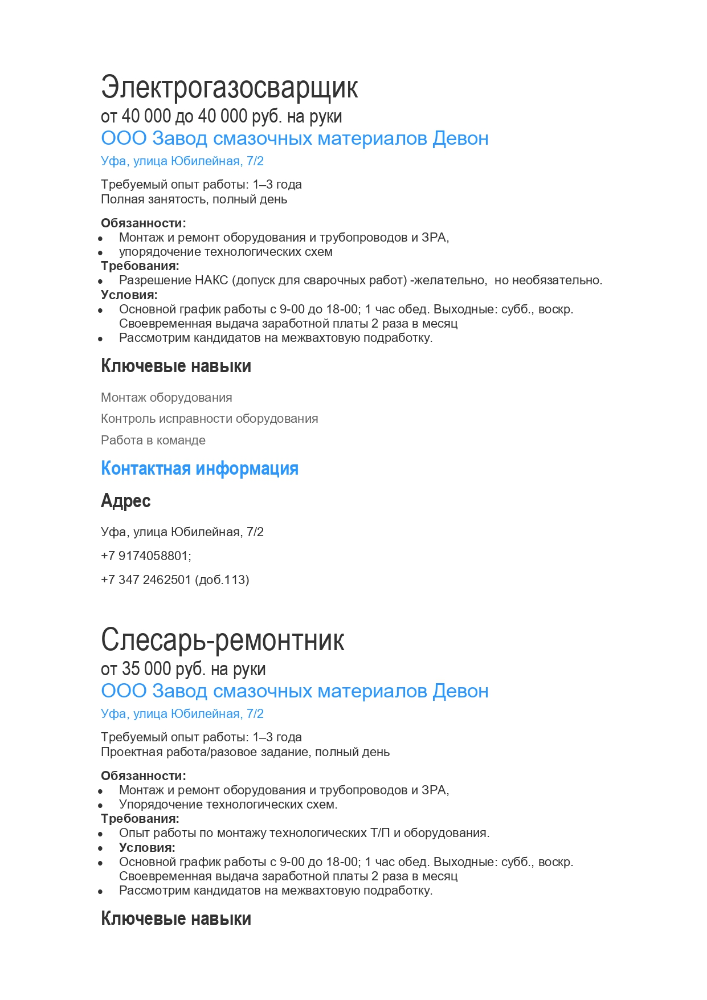 Электрогазосварщик
от 40 000 до 40 000 руб. на руки
ООО Завод смазочных материалов Девон
Уфа, улица Юбилейная, 7/2
Требуемый опыт работы: 1–3 года
Полная занятость, полный день
Обязанности:
• Монтаж и ремонт оборудования и трубопроводов и ЗРА,
• упорядочение технологических схем
Требования:
• Разрешение НАКС (допуск для сварочных работ) -желательно,  но необязательно.
Условия:
• Основной график работы с 9-00 до 18-00; 1 час обед. Выходные: субб., воскр.
Своевременная выдача заработной платы 2 раза в месяц
• Рассмотрим кандидатов на межвахтовую подработку.
Ключевые навыки
Монтаж оборудования
Контроль исправности оборудования
Работа в команде
Контактная информация
Адрес
Уфа, улица Юбилейная, 7/2
+7 9174058801;
+7 347 2462501 (доб.113)
Слесарь-ремонтник
от 35 000 руб. на руки
ООО Завод смазочных материалов Девон
Уфа, улица Юбилейная, 7/2
Требуемый опыт работы: 1–3 года
Проектная работа/разовое задание, полный день
Обязанности:
• Монтаж и ремонт оборудования и трубопроводов и ЗРА,
• Упорядочение технологических схем.
Требования:
• Опыт работы по монтажу технологических Т/П и оборудования.
• Условия:
• Основной график работы с 9-00 до 18-00; 1 час обед. Выходные: субб., воскр.
Своевременная выдача заработной платы 2 раза в месяц
• Рассмотрим кандидатов на межвахтовую подработку.
Ключевые навыки